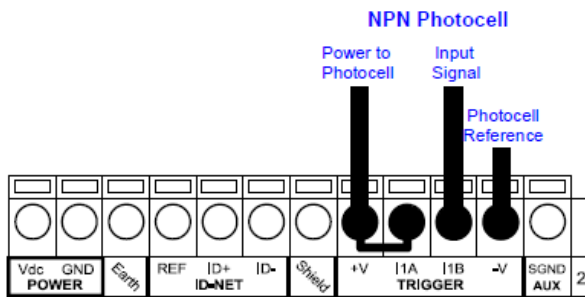 NPN Photocell
Power to
Photocell
Input
Signal
Photocell
Reference
Vdc GND Earth REF ID+ ID- Shield +V I1A I1B -V SGND
POWER ID-NET TRIGGER AUX
2